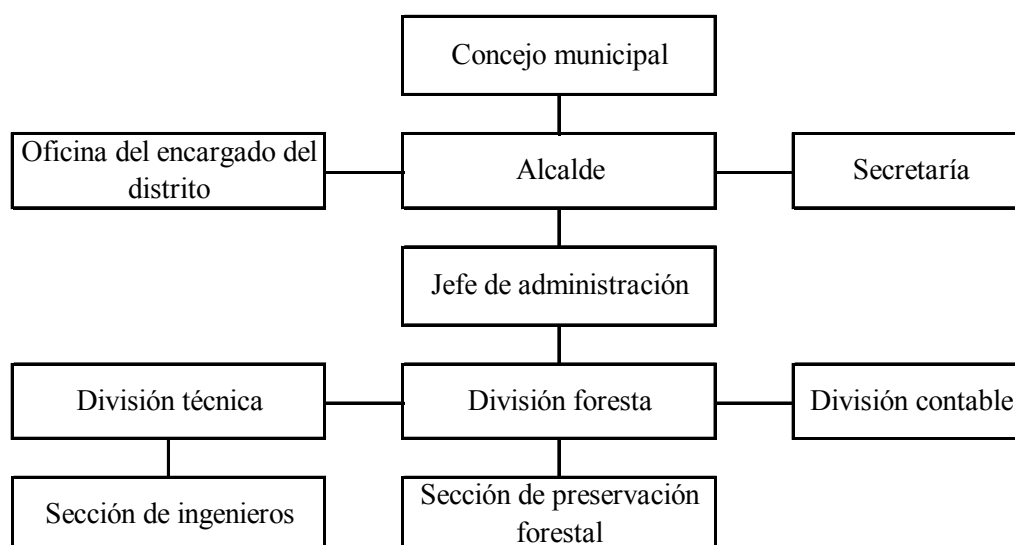 Concejo municipal
Oficina del encargado del
distrito
Alcalde
Secretaría
Jefe de administración
División técnica
División foresta
División contable
Sección de ingenieros
Sección de preservación
forestal